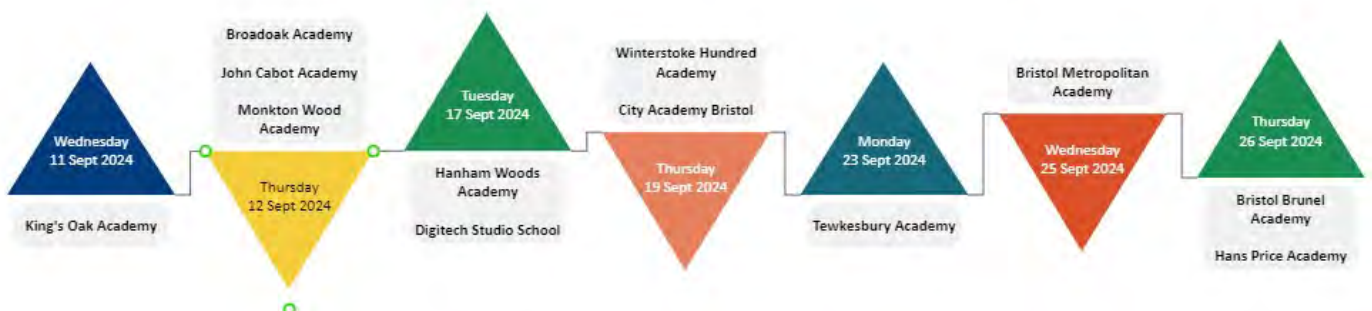 Wednesday
11 Sept 2024
King's Oak Academy
Broadoak Academy
John Cabot Academy
Monkton Wood
Academy
Thursday
12 Sept 2024
Tuesday
17 Sept 2024
Hanham Woods
Academy
Digitech Studio School
Winterstoke Hundred
Academy
City Academy Bristol
Thursday
19 Sept 2024
Monday
23 Sept 2024
Tewkesbury Academy
Bristol Metropolitan
Academy
Wednesday
25 Sept 2024
Thursday
26 Sept 2024
Bristol Brunel
Academy
Hans Price Academy